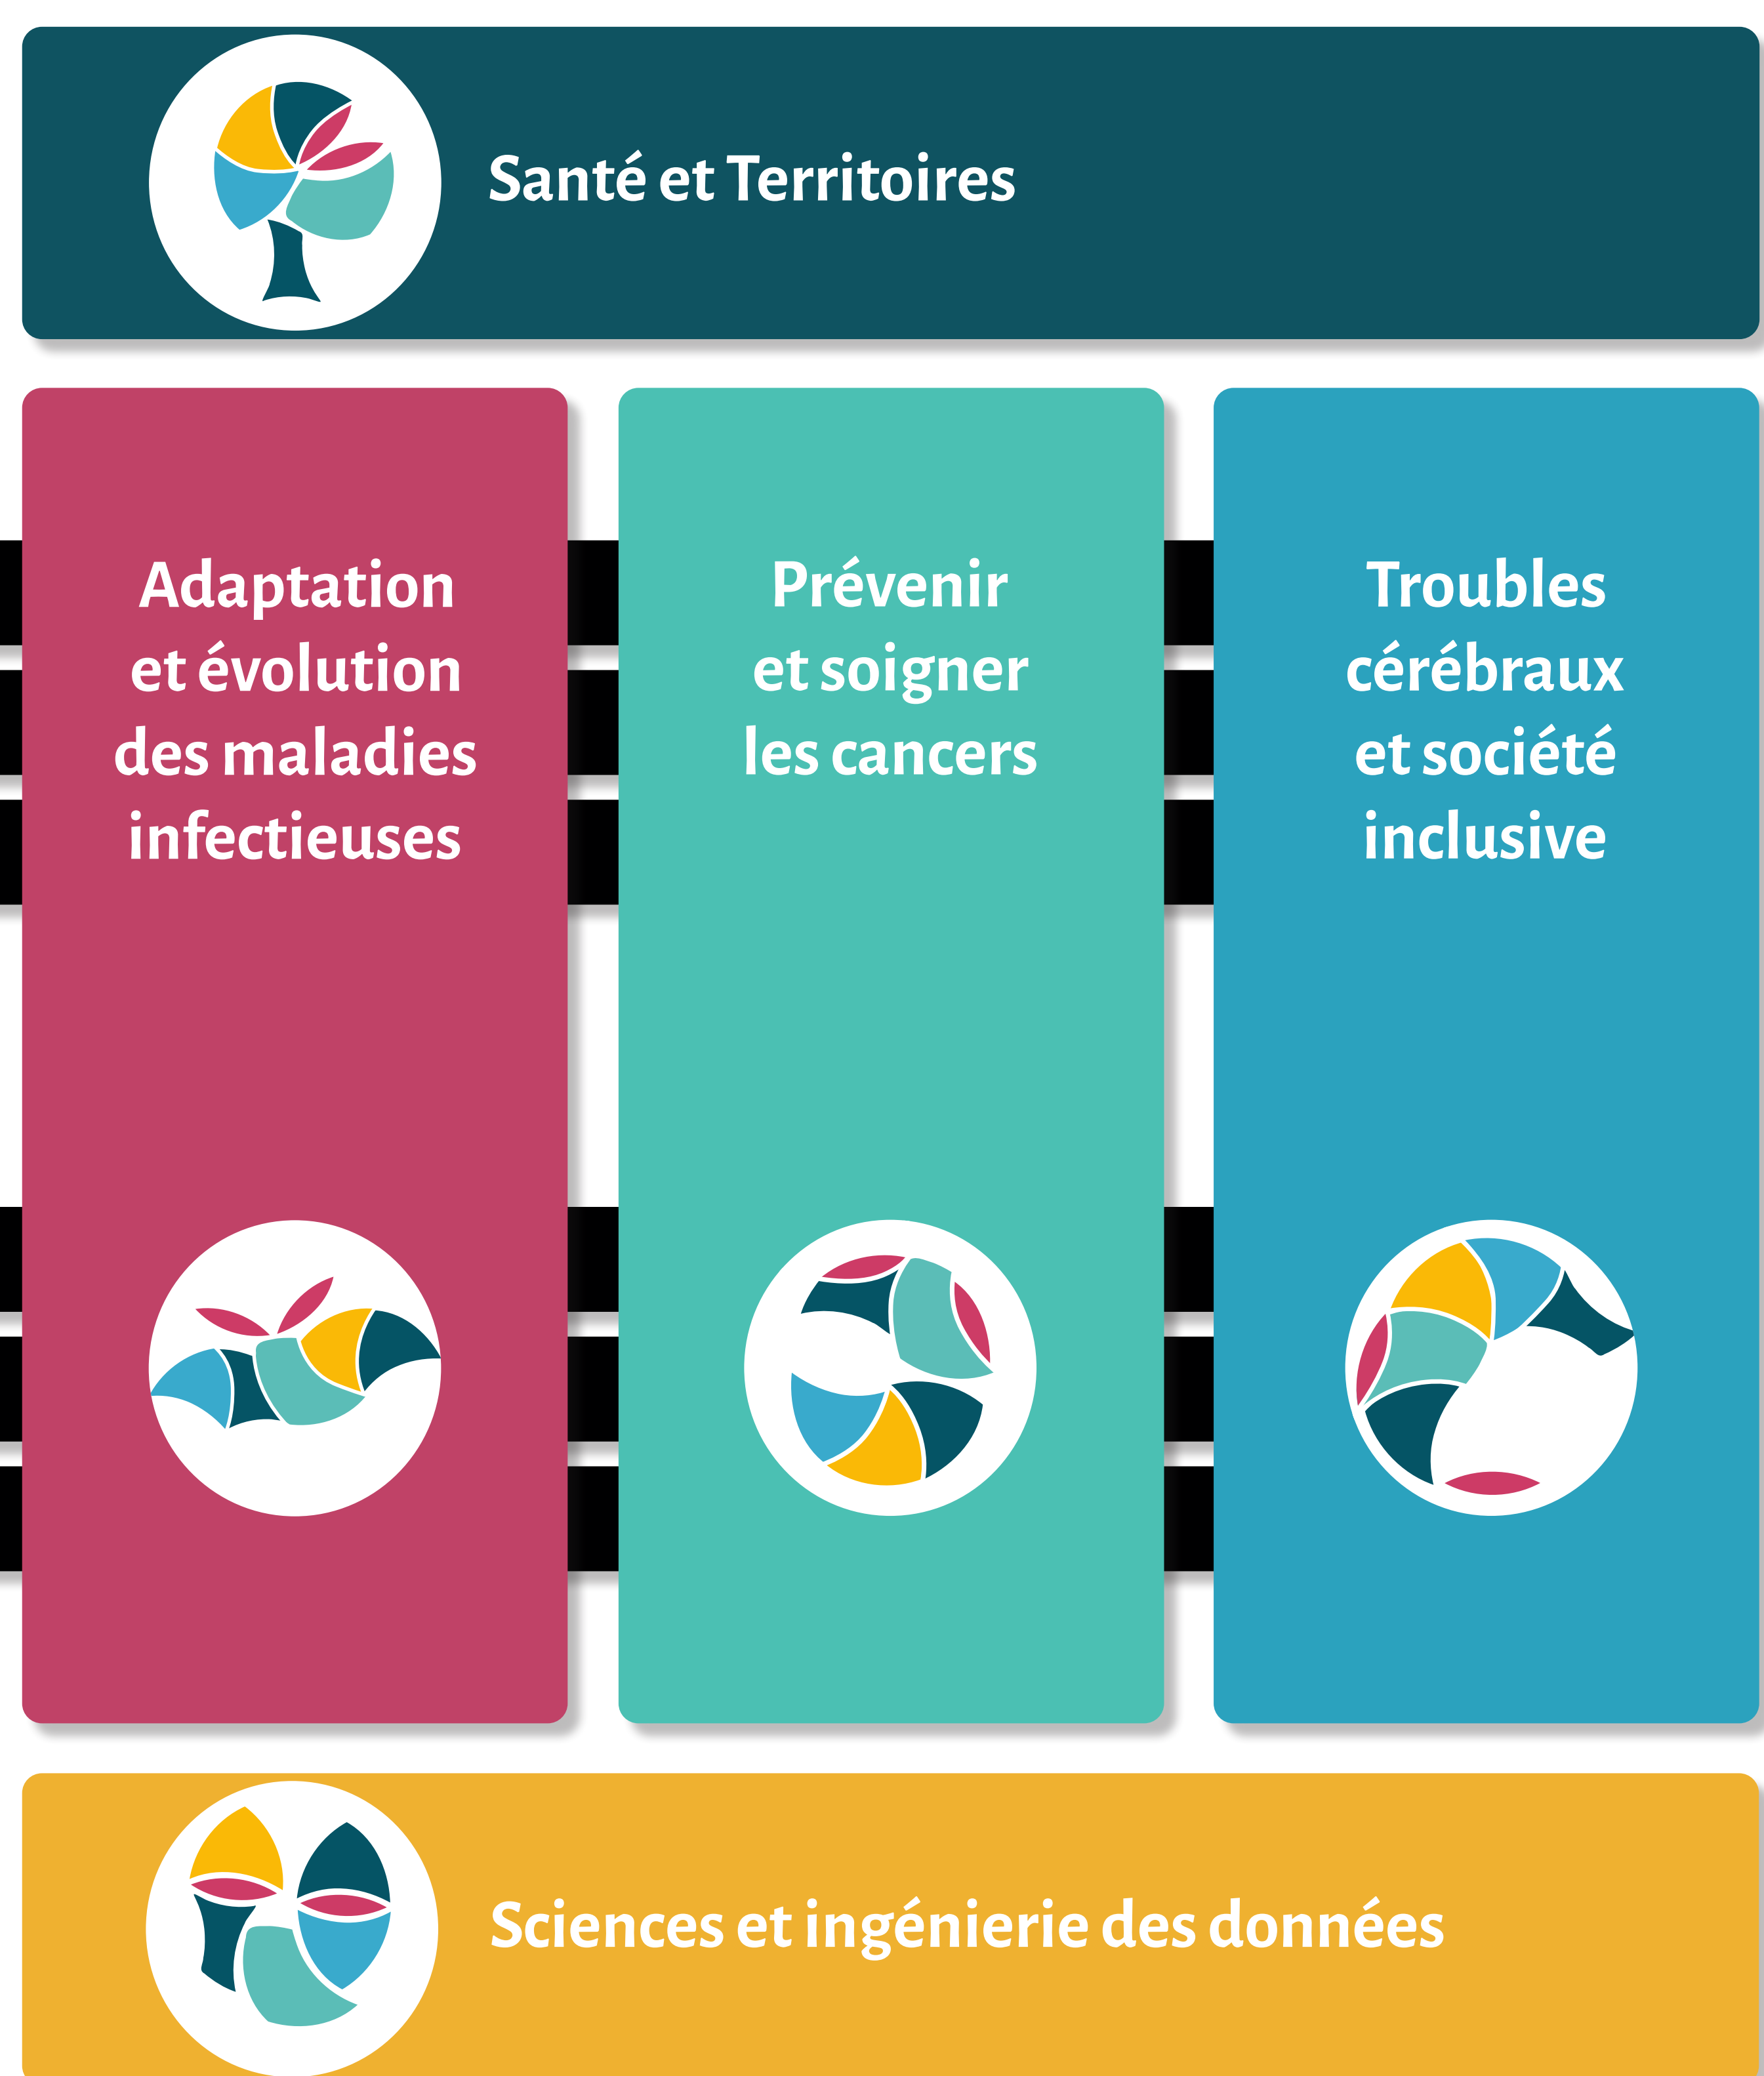 Santé et Territoires
Adaptation
et évolution
des maladies
infectieuses
Prévenir
et soigner
les cancers
Troubles
cérébraux
et société
inclusive
Sciences et ingénierie des données